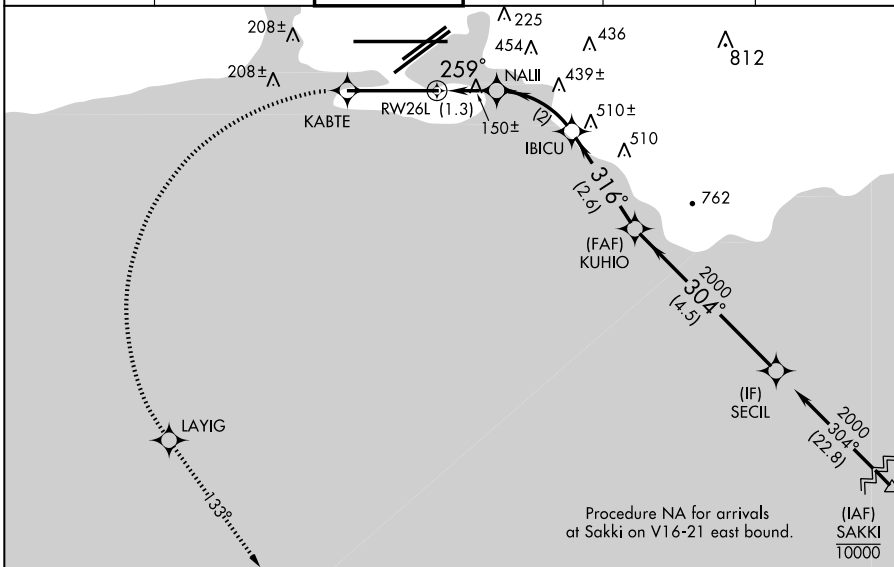 225
208±
454
436
812
259°
NALII
208±
439±
KABTE
RW26L
(1.3)
150±
(2)
510±
IBICU
510
316°
(2.6)
762
(FAF)
KUHIO
2000
304°
(4.5)
(IF)
SECIL
LAYIG
2000
304°
(22.8)
133°
Procedure NA for arrivals
at Sakki on V16-21 east bound.
(IAF)
SAKKI
10000